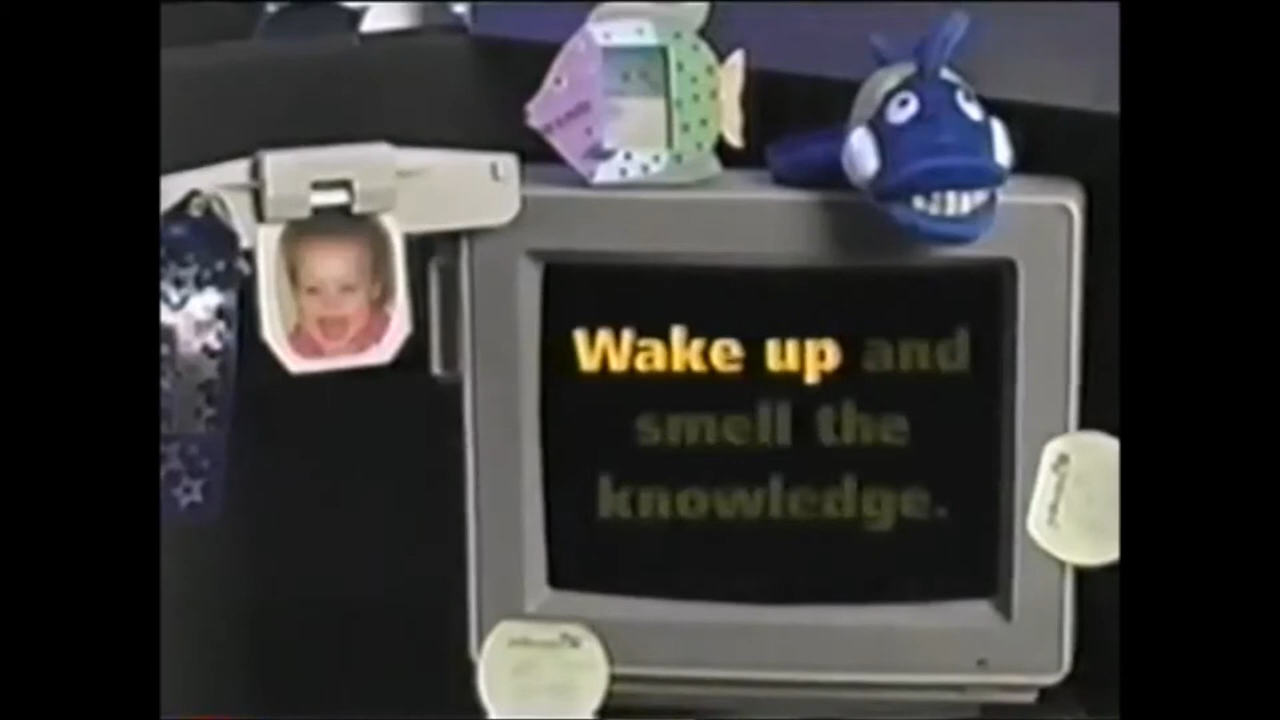 Wake up and
smell the
knowledge.